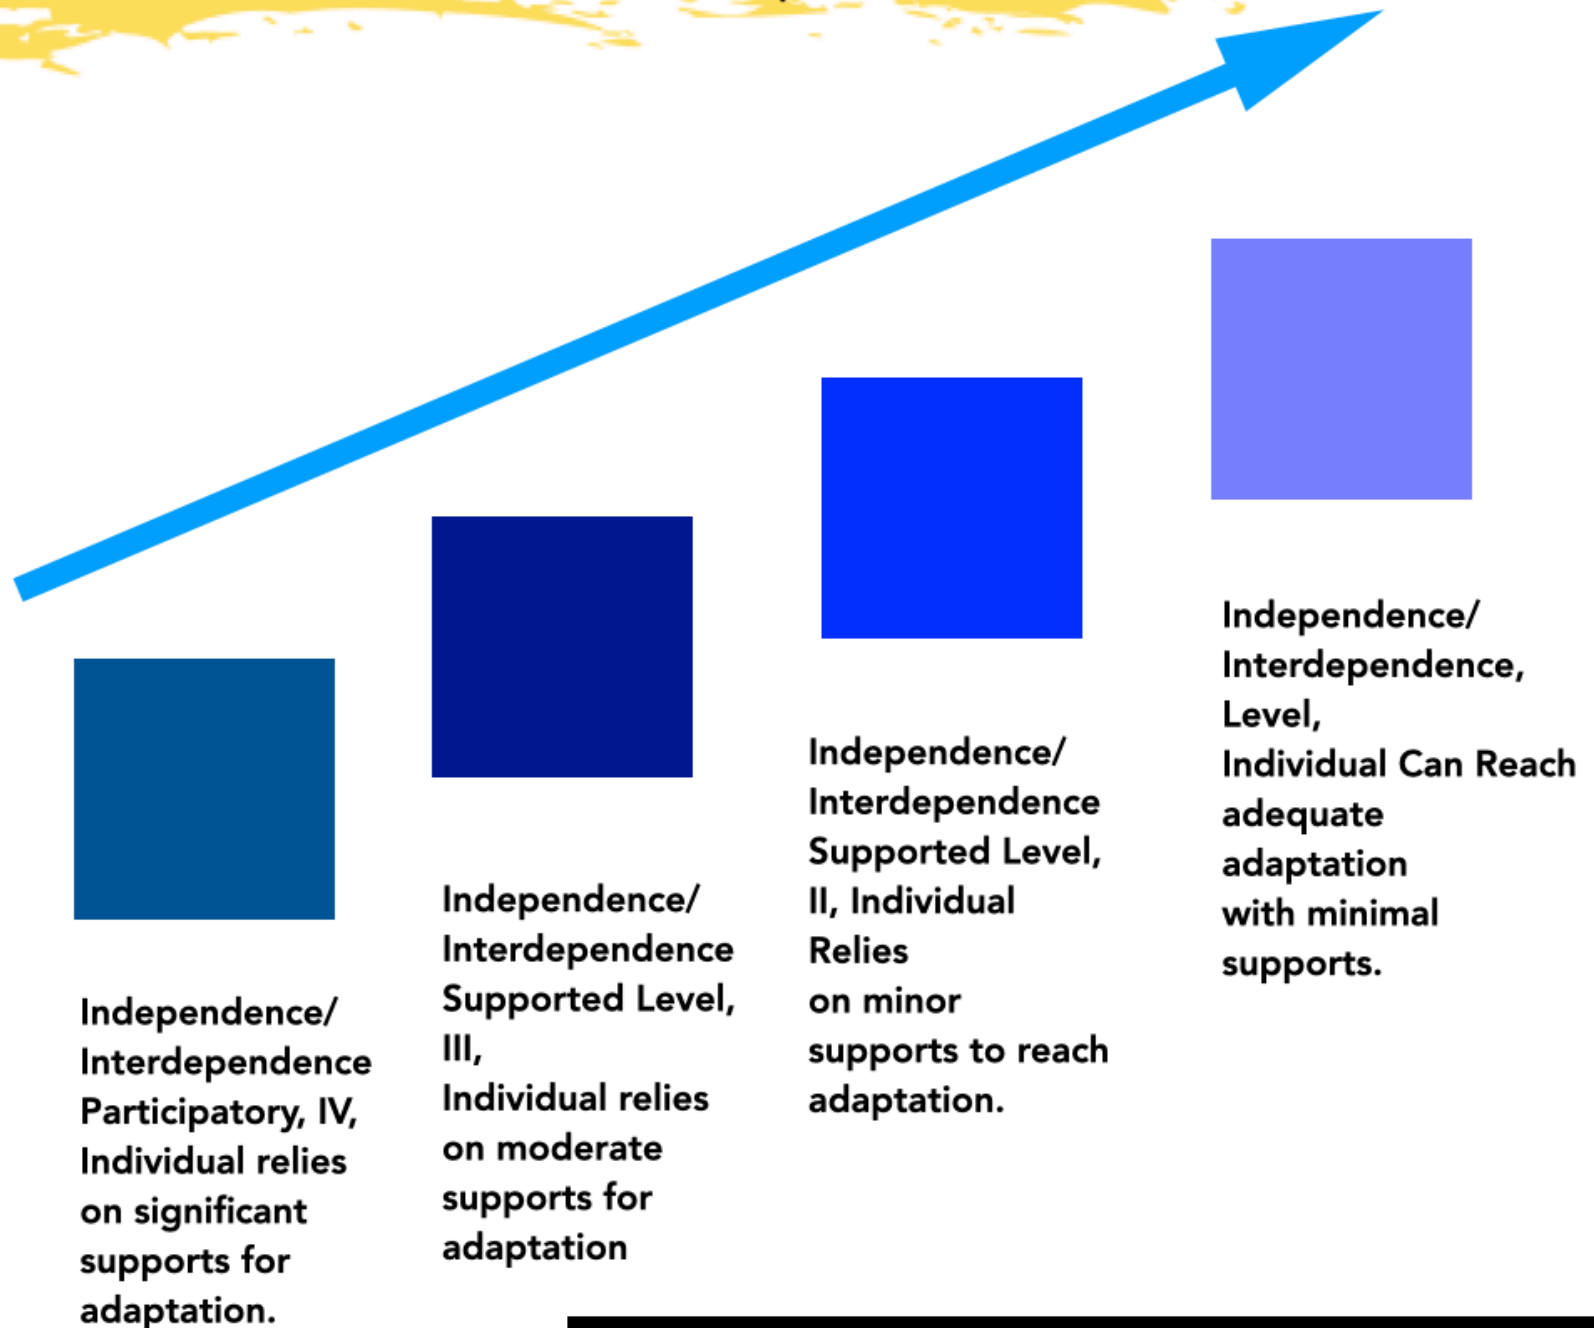 Independence/
Interdependence
Participatory, IV,
Individual relies
on significant
supports for
adaptation.
Independence/
Interdependence
Supported Level,
III,
Individual relies
on moderate
supports for
adaptation
Independence/
Interdependence
Supported Level,
II, Individual
Relies
on minor
supports to reach
adaptation.
Independence/
Interdependence,
Level,
Individual Can Reach
adequate
adaptation
with minimal
supports.